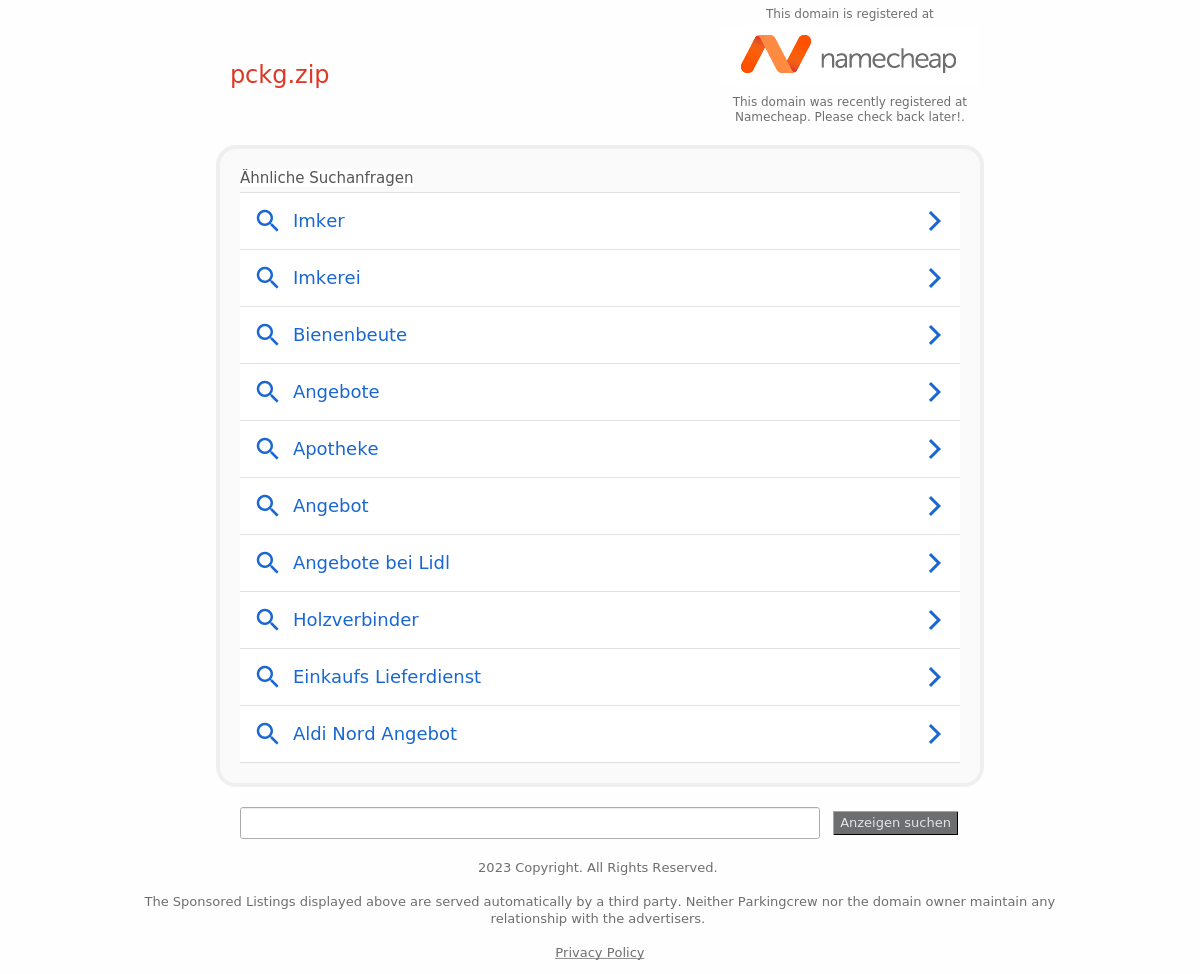 This domain is registered at
namecheap
pckg.zip
This domain was recently registered at
Namecheap. Please check back later!.
Ähnliche Suchanfragen
Imker
Imkerei
Bienenbeute
Angebote
Apotheke
Angebot
Angebote bei Lidl
Holzverbinder
Einkaufs Lieferdienst
Aldi Nord Angebot
Anzeigen suchen
2023 Copyright. All Rights Reserved.
The Sponsored Listings displayed above are served automatically by a third party. Neither Parkingcrew nor the domain owner maintain any
relationship with the advertisers.
Privacy Policy